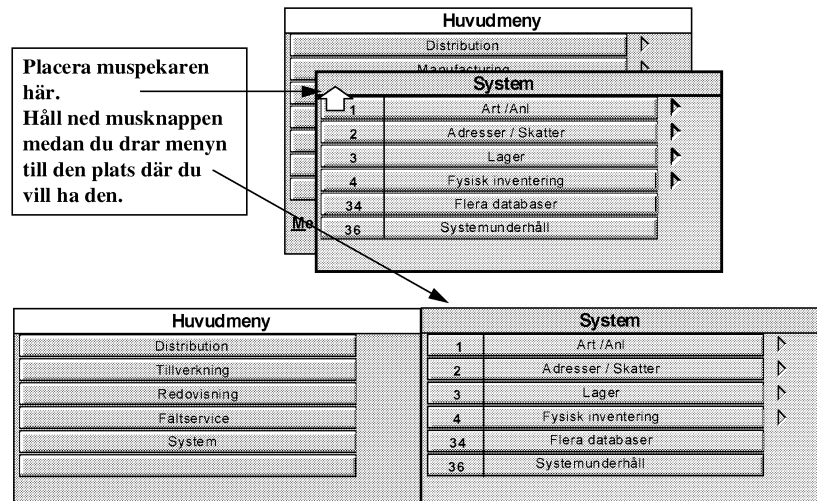 Huvudmeny
Distribution
Manufacturing
Placera muspekaren
här.
Håll ned musknappen
medan du drar menyn
till den plats där du
vill ha den.
System
1 Art /Anl
2 Adresser / Skatter
3 Lager
4 Fysisk inventering
34 Flera databaser
36 Systemunderhåll
Me
Huvudmeny
Distribution
Tillverkning
Redovisning
Fältservice
System
System
1 Art /Anl
2 Adresser / Skatter
3 Lager
4 Fysisk inventering
34 Flera databaser
36 Systemunderhåll